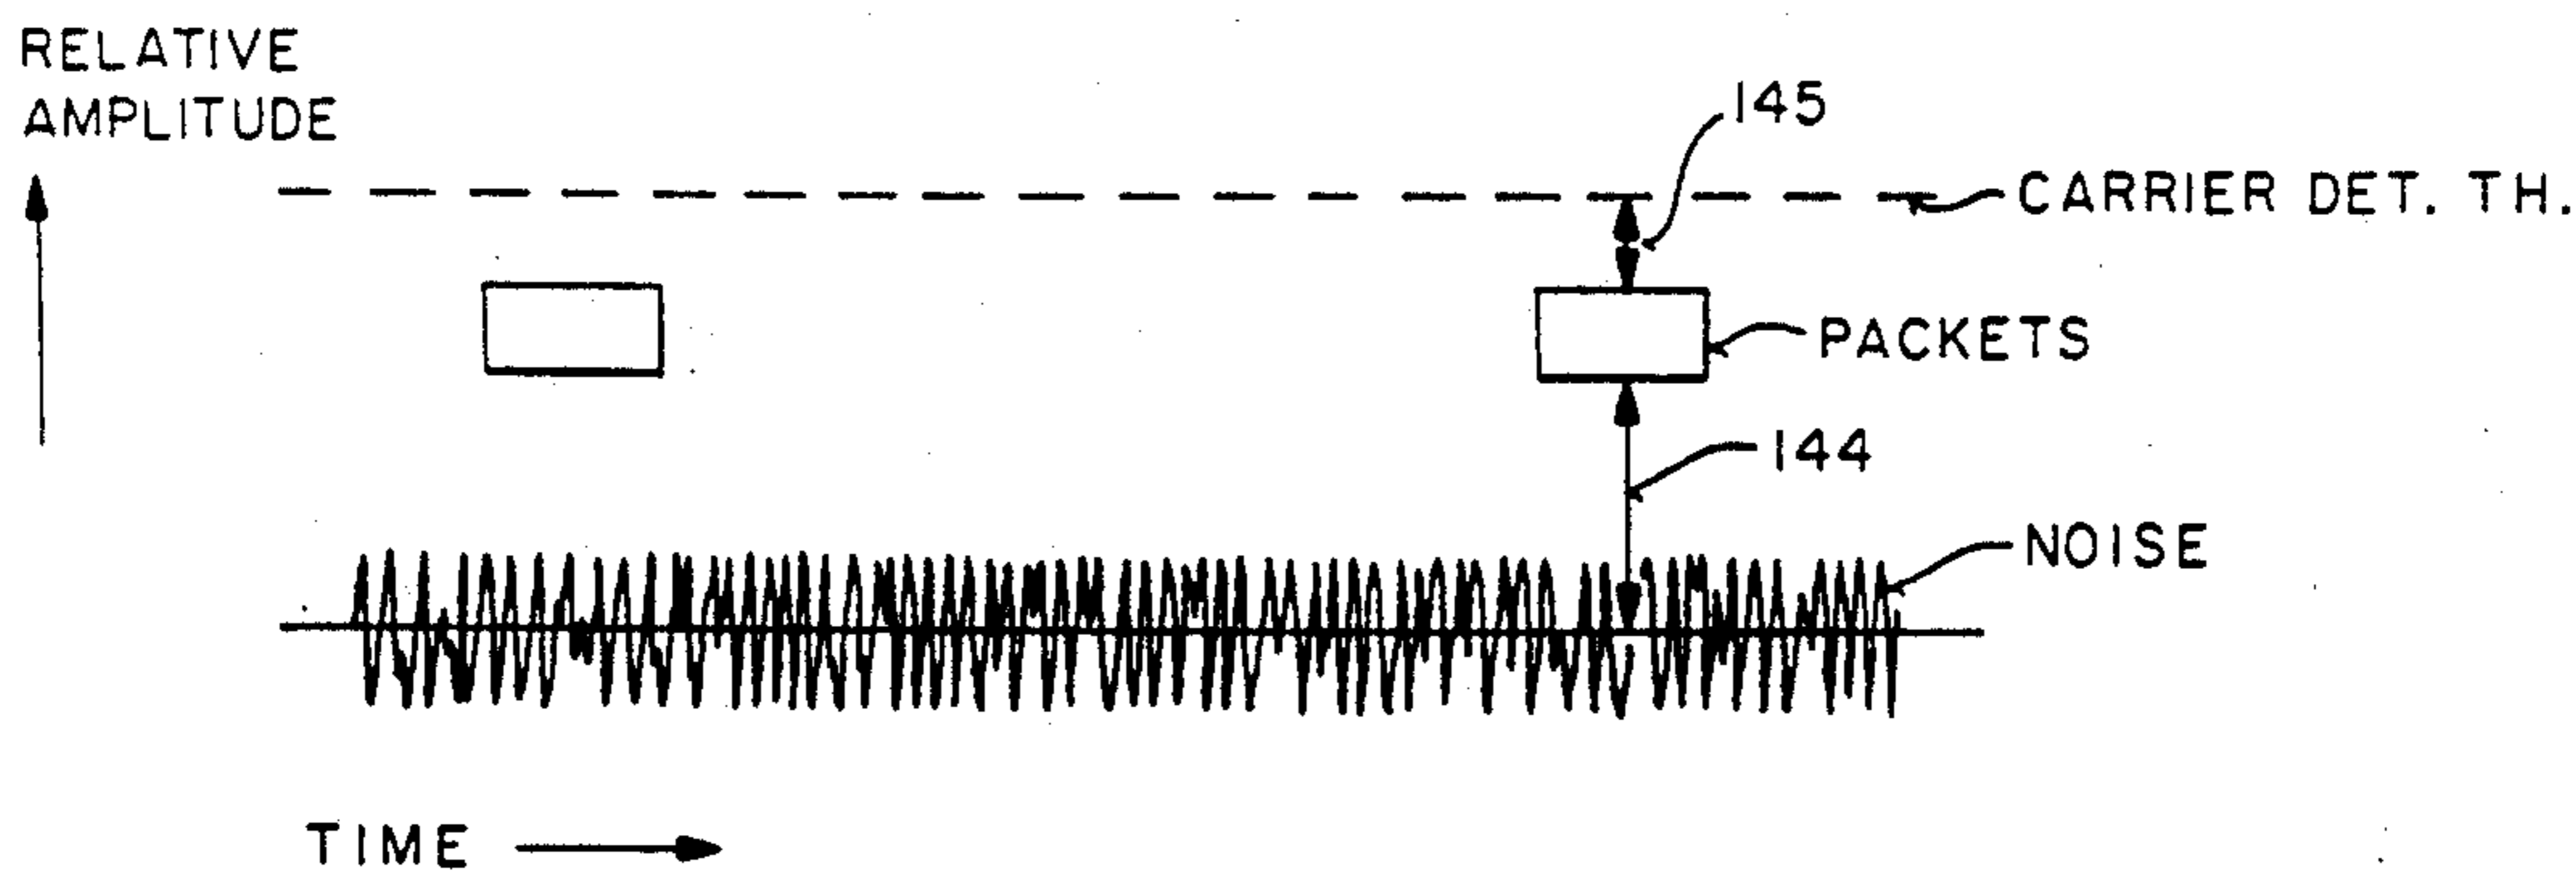 RELATIVE
AMPLITUDE
145
CARRIER DET. TH.
PACKETS
144
NOISE
TIME